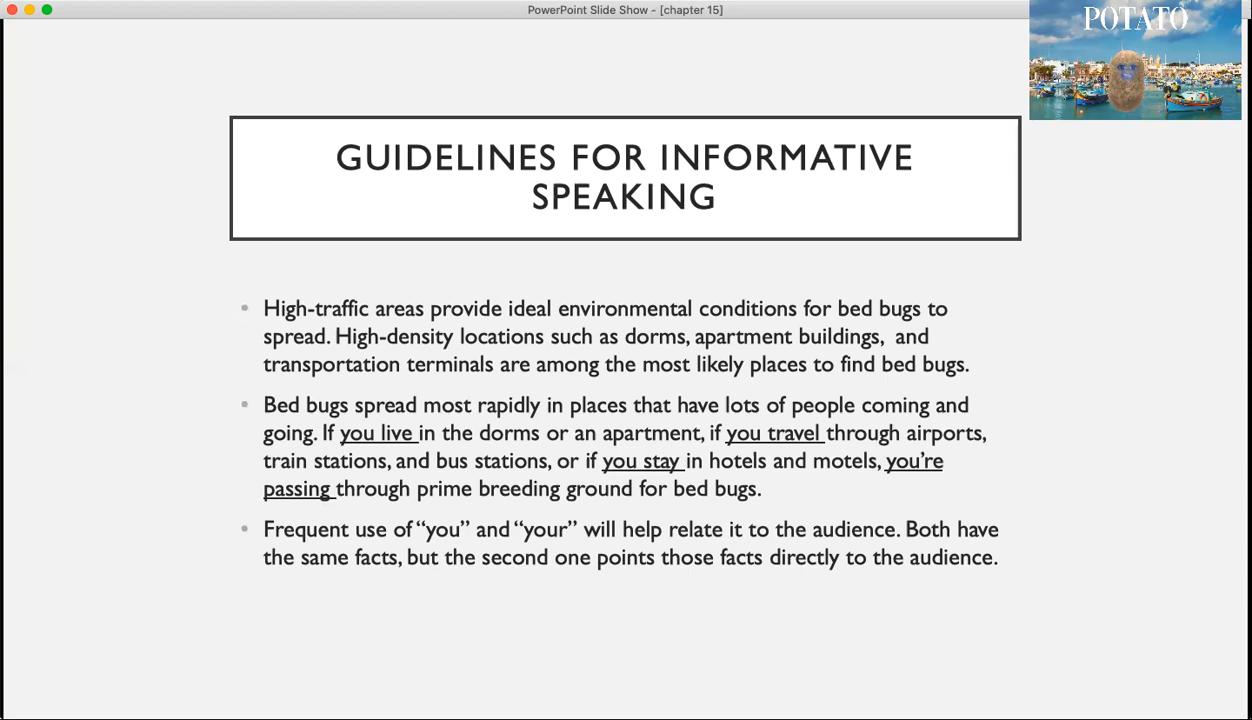 PowerPoint Slide Show - [chapter 15]
POTATO
GUIDELINES FOR INFORMATIVE
SPEAKING
• High-traffic areas provide ideal environmental conditions for bed bugs to
spread. High-density locations such as dorms, apartment buildings,  and
transportation terminals are among the most likely places to find bed bugs.
• Bed bugs spread most rapidly in places that have lots of people coming and
going. If you live in the dorms or an apartment, if you travel through airports,
train stations, and bus stations, or if you stay in hotels and motels, you’re
passing through prime breeding ground for bed bugs.
• Frequent use of “you” and “your” will help relate it to the audience. Both have
the same facts, but the second one points those facts directly to the audience.